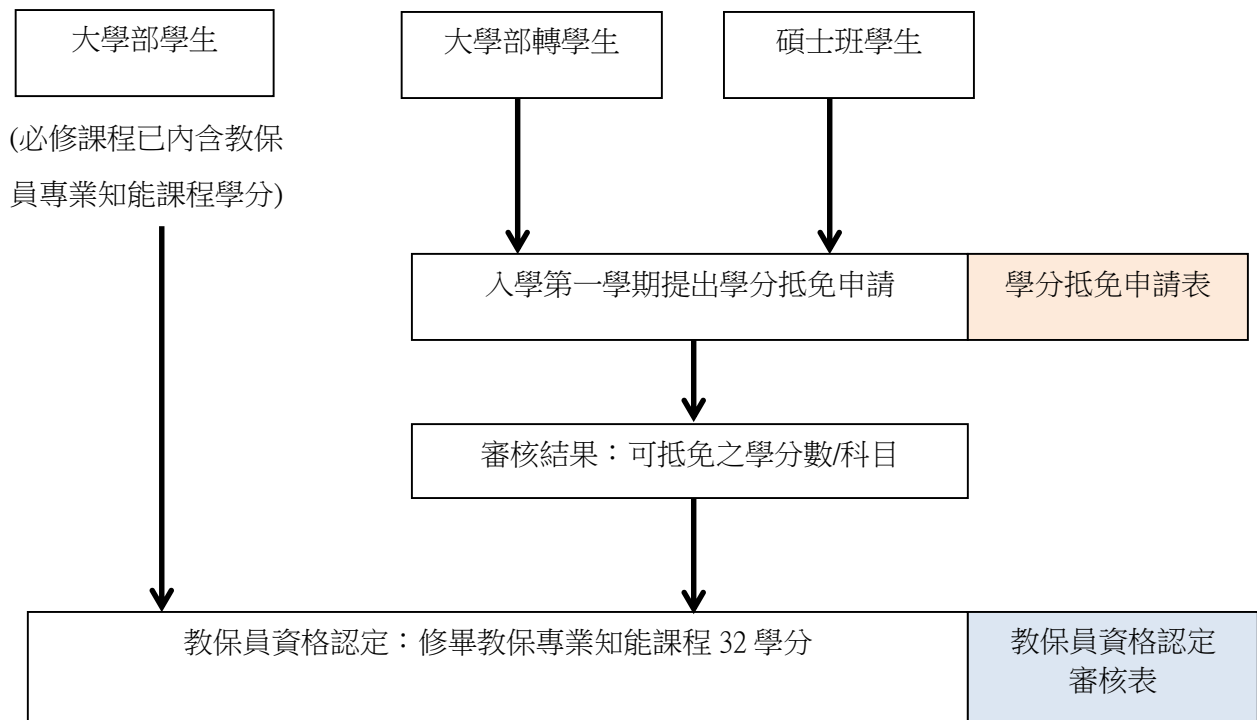 大學部學生
大學部轉學生
碩士班學生
(必修課程已內含教保
員專業知能課程學分)
入學第一學期提出學分抵免申請
學分抵免申請表
審核結果：可抵免之學分數/科目
教保員資格認定：修畢教保專業知能課程 32 學分
教保員資格認定
審核表